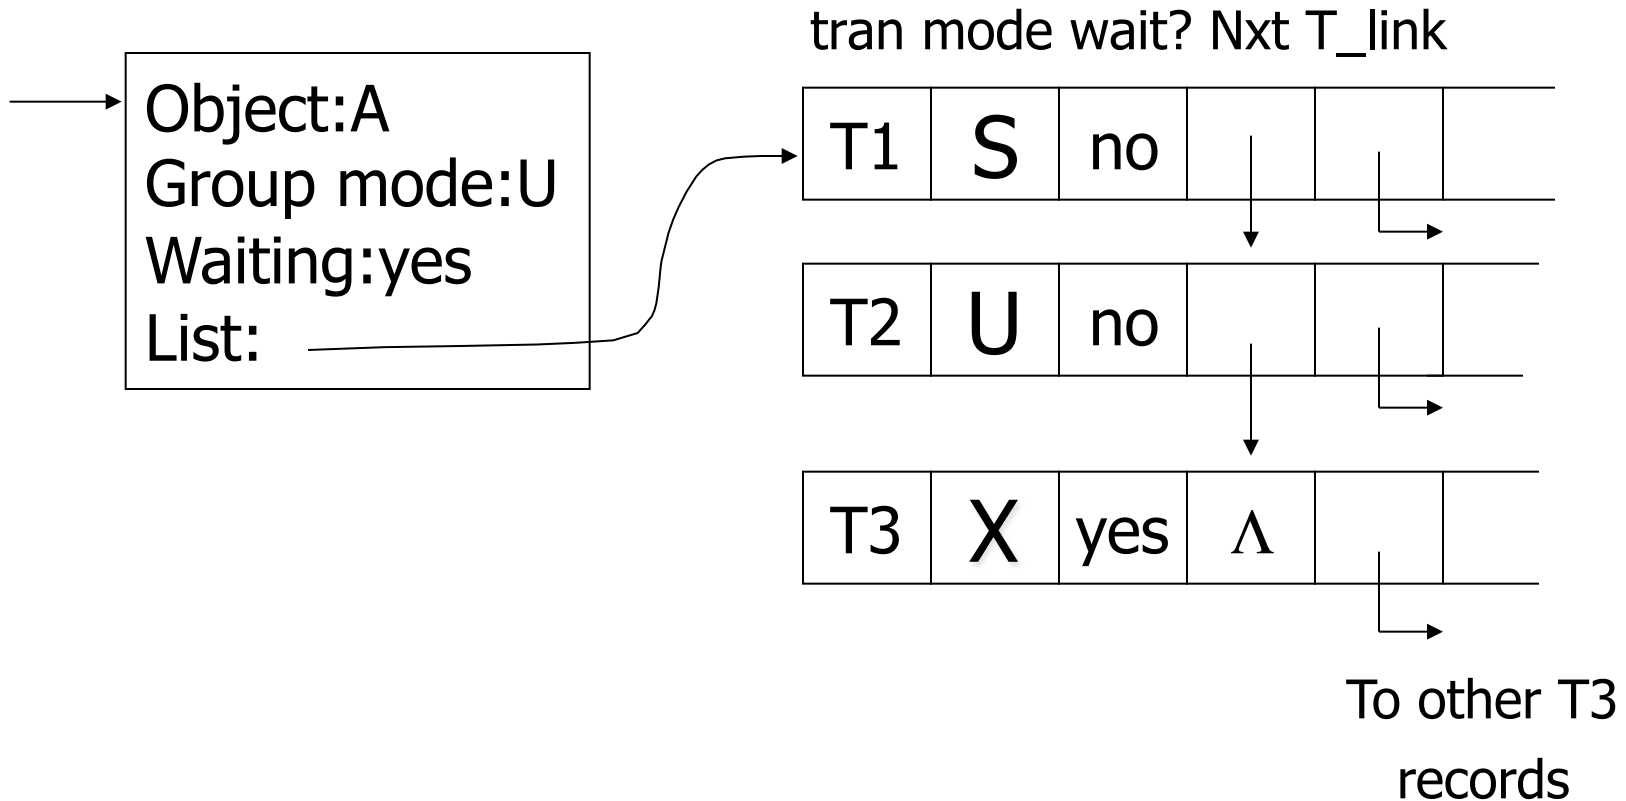 tran mode wait? Nxt T_link
Object:A
Group mode:U
Waiting:yes
List:
T1 S no
T2 U no
T3 X yes Λ
To other T3
records